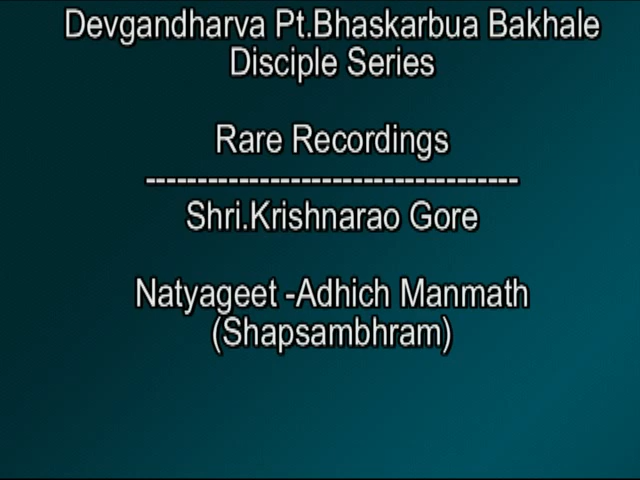 Devgandharva Pt.Bhaskarbua Bakhale
Disciple Series
Rare Recordings
------------------------------------
Shri.Krishnarao Gore
Natyageet -Adhich Manmath
(Shapsambhram)